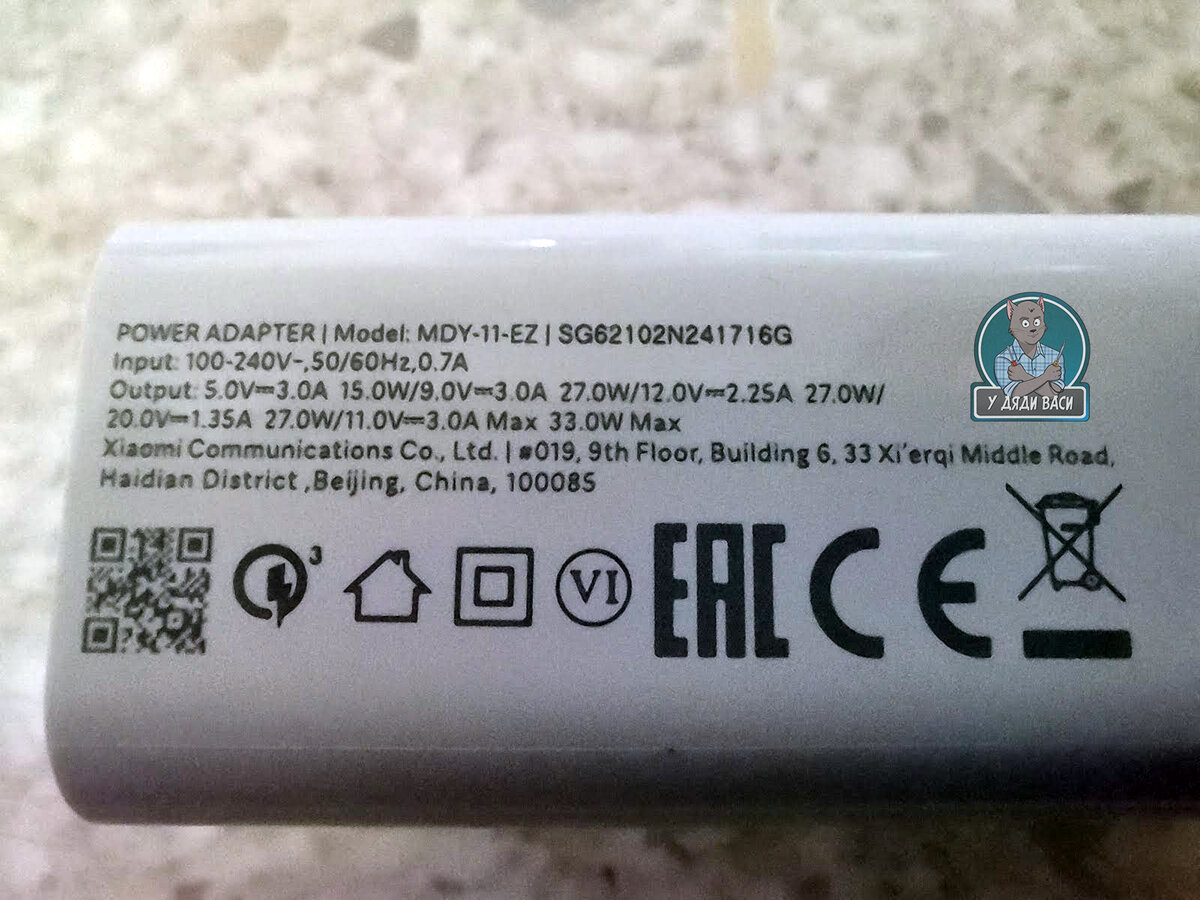 POWER ADAPTER | Model: MDY-11-EZ | SG62102N241716G
Input: 100-240V~,50/60Hz,0.7A
Output: 5.0V⎓3.0A 15.0W/9.0V⎓3.0A 27.0W/12.0V⎓2.25A 27.0W/
20.0V⎓1.35A 27.0W/11.0V⎓3.0A Max 33.0W Max
Xiaomi Communications Co., Ltd. | #019, 9th Floor, Building 6, 33 Xi'erqi Middle Road,
Haidian District ,Beijing, China, 100085
3
VI
EAC
CE
У ДЯДИ ВАСИ